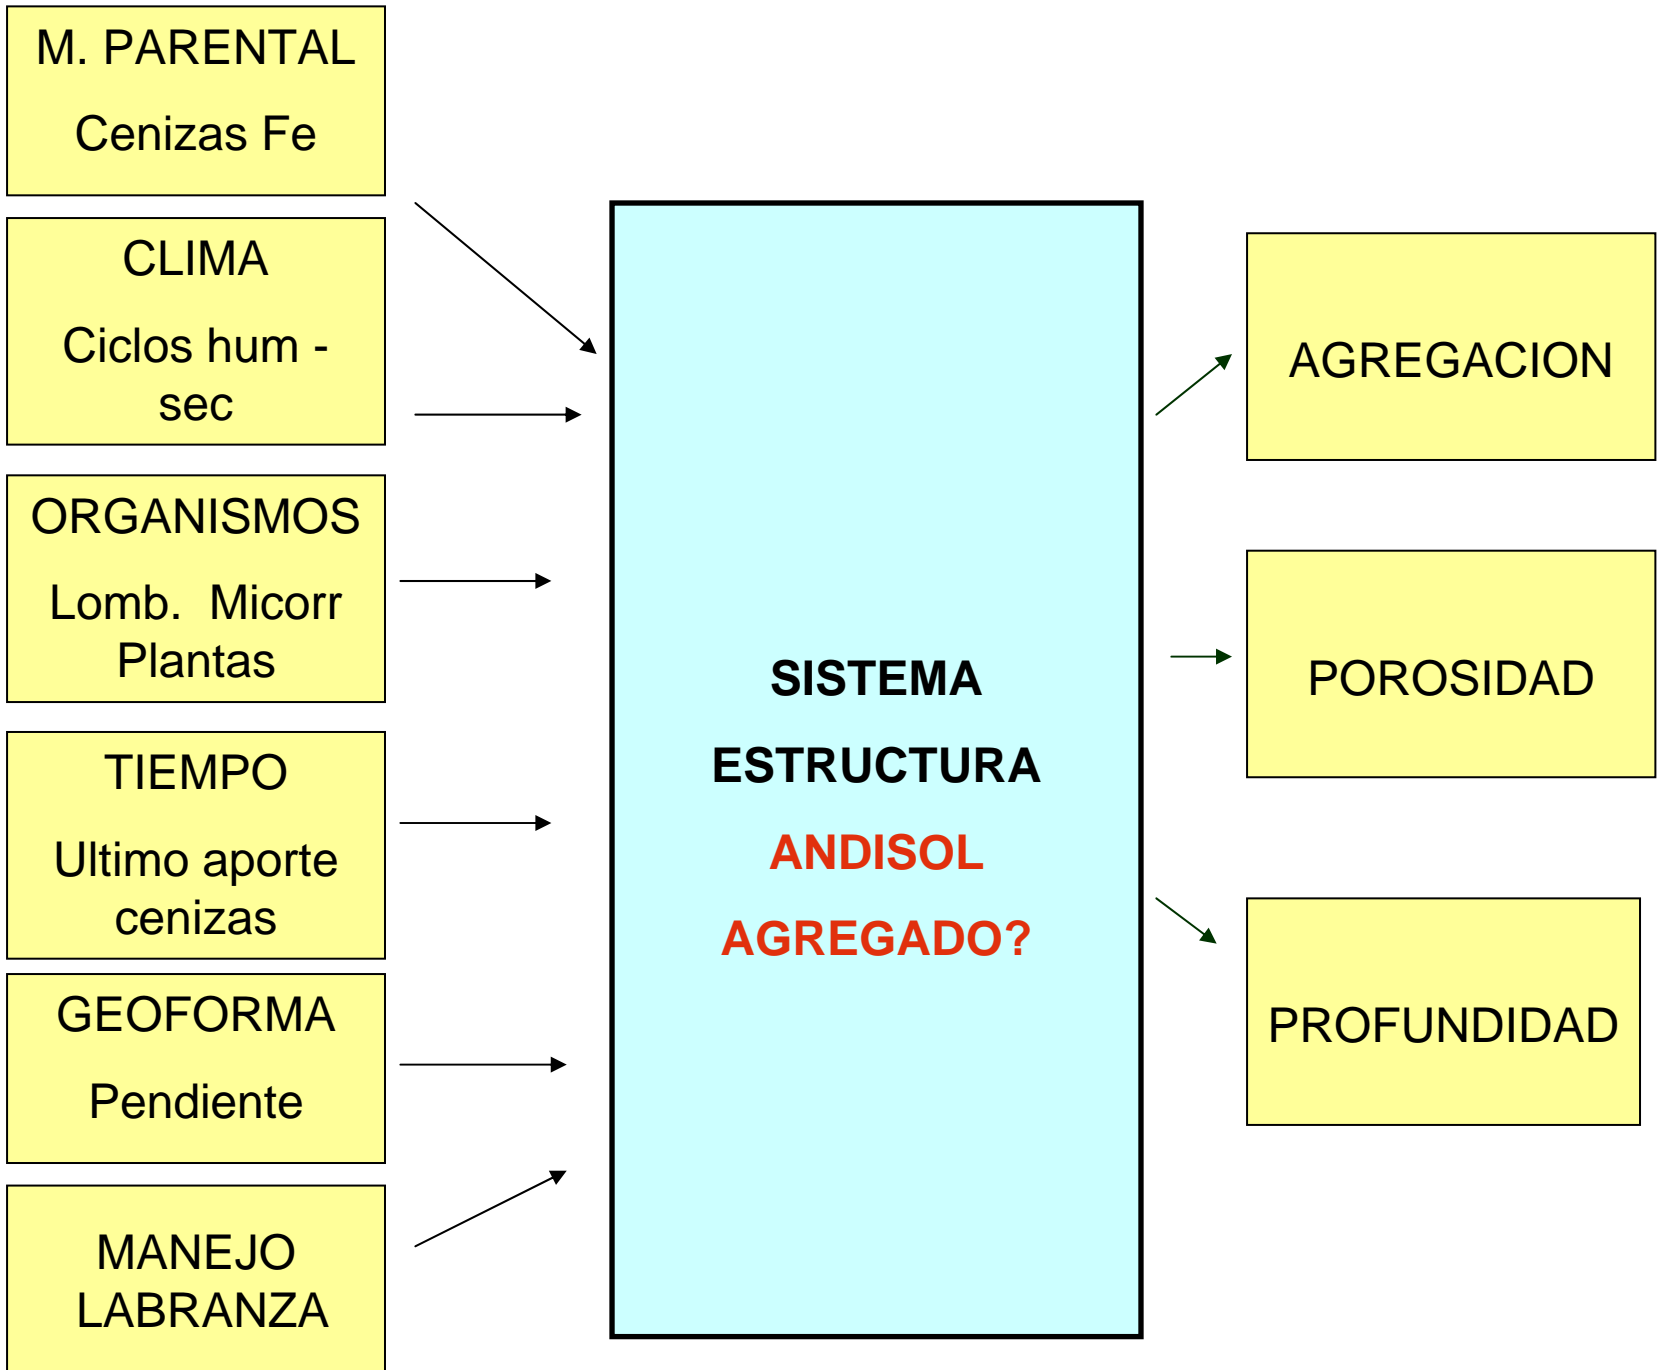 M. PARENTAL
Cenizas Fe
CLIMA
Ciclos hum -
sec
ORGANISMOS
Lomb. Micorr
Plantas
TIEMPO
Ultimo aporte
cenizas
GEOFORMA
Pendiente
MANEJO
LABRANZA
SISTEMA
ESTRUCTURA
ANDISOL
AGREGADO?
AGREGACION
POROSIDAD
PROFUNDIDAD